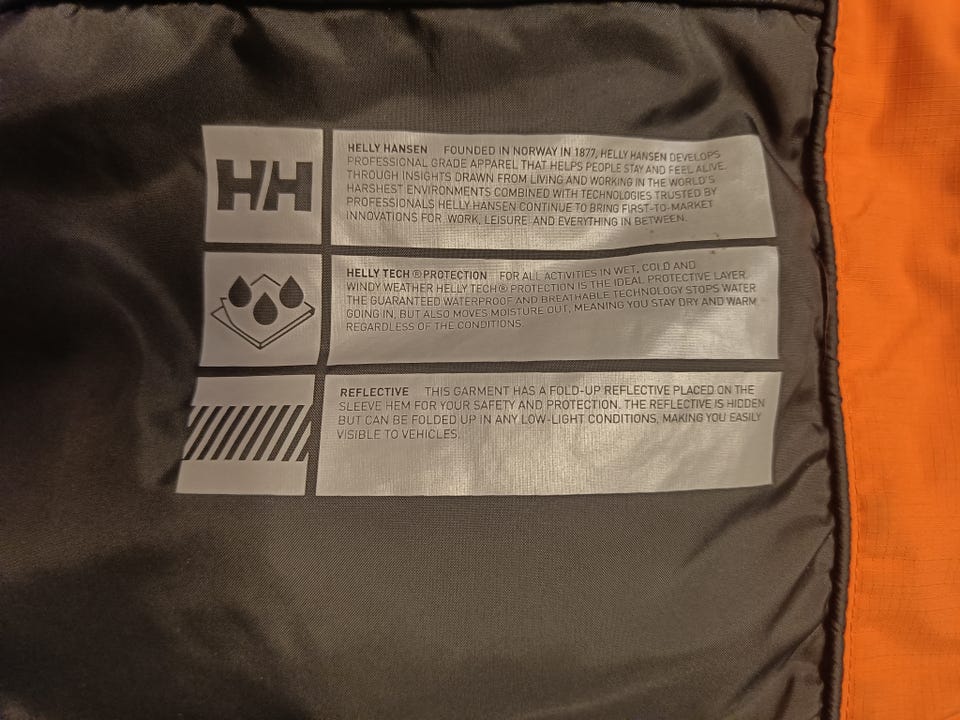 H/H
HELLY HANSEN FOUNDED IN NORWAY IN 1877, HELLY HANSEN DEVELOPS
PROFESSIONAL GRADE APPAREL THAT HELPS PEOPLE STAY AND FEEL ALIVE.
THROUGH INSIGHTS DRAWN FROM LIVING AND WORKING IN THE WORLD'S
HARSHEST ENVIRONMENTS COMBINED WITH TECHNOLOGIES TRUSTED BY
PROFESSIONALS HELLY HANSEN CONTINUE TO BRING FIRST-TO-MARKET
INNOVATIONS FOR WORK, LEISURE AND EVERYTHING IN BETWEEN.
HELLY TECH ® PROTECTION FOR ALL ACTIVITIES IN WET, COLD AND
WINDY WEATHER HELLY TECH® PROTECTION IS THE IDEAL PROTECTIVE LAYER.
THE GUARANTEED WATERPROOF AND BREATHABLE TECHNOLOGY STOPS WATER
GOING IN, BUT ALSO MOVES MOISTURE OUT, MEANING YOU STAY DRY AND WARM,
REGARDLESS OF THE CONDITIONS.
REFLECTIVE THIS GARMENT HAS A FOLD-UP REFLECTIVE PLACED ON THE
SLEEVE HEM FOR YOUR SAFETY AND PROTECTION. THE REFLECTIVE IS HIDDEN
BUT CAN BE FOLDED UP IN ANY LOW-LIGHT CONDITIONS, MAKING YOU EASILY
VISIBLE TO VEHICLES.